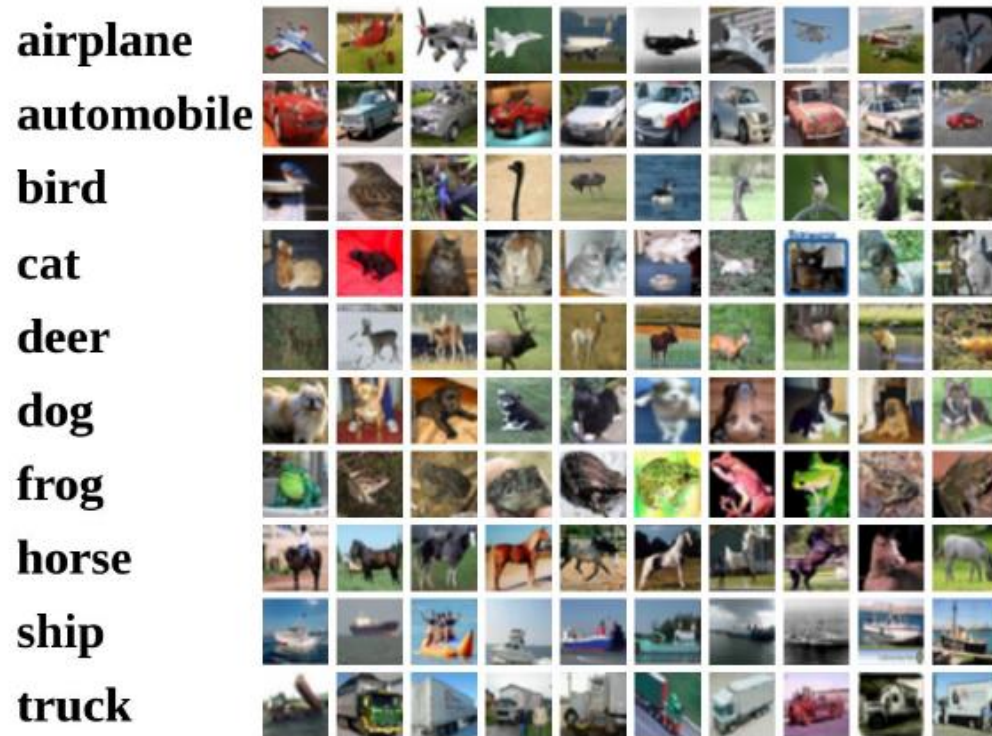 airplane
automobile
bird
cat
deer
dog
frog
horse
ship
truck